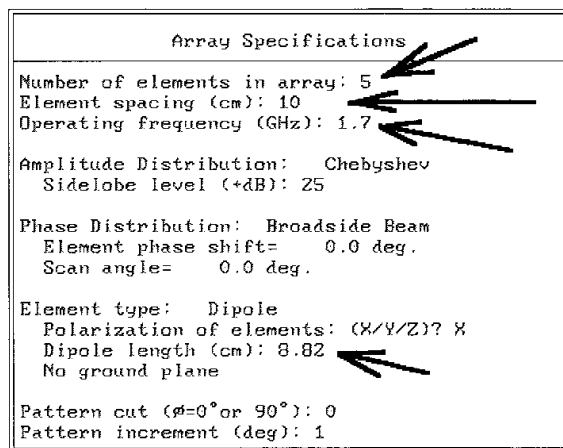 Array Specifications
Number of elements in array: 5
Element spacing (cm): 10
Operating frequency (GHz): 1.7
Amplitude Distribution: Chebyshev
Sidelobe level (+dB): 25
Phase Distribution: Broadside Beam
Element phase shift= 0.0 deg.
Scan angle= 0.0 deg.
Element type: Dipole
Polarization of elements: (X/Y/Z)? X
Dipole length (cm): 8.82
No ground plane
Pattern cut (ø=0°or 90°): 0
Pattern increment (deg): 1